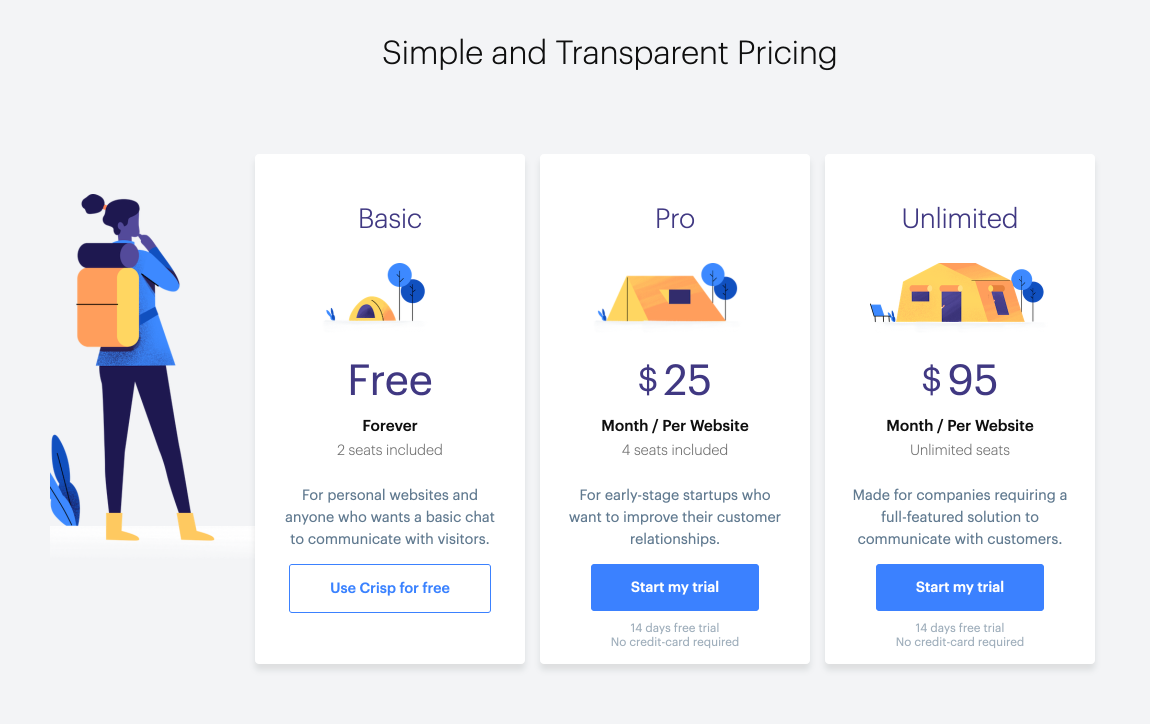 Simple and Transparent Pricing
Basic
Free
Forever
2 seats included
For personal websites and
anyone who wants a basic chat
to communicate with visitors.
Use Crisp for free
Pro
$ 25
Month / Per Website
4 seats included
For early-stage startups who
want to improve their customer
relationships.
Start my trial
14 days free trial
No credit-card required
Unlimited
$ 95
Month / Per Website
Unlimited seats
Made for companies requiring a
full-featured solution to
communicate with customers.
Start my trial
14 days free trial
No credit-card required